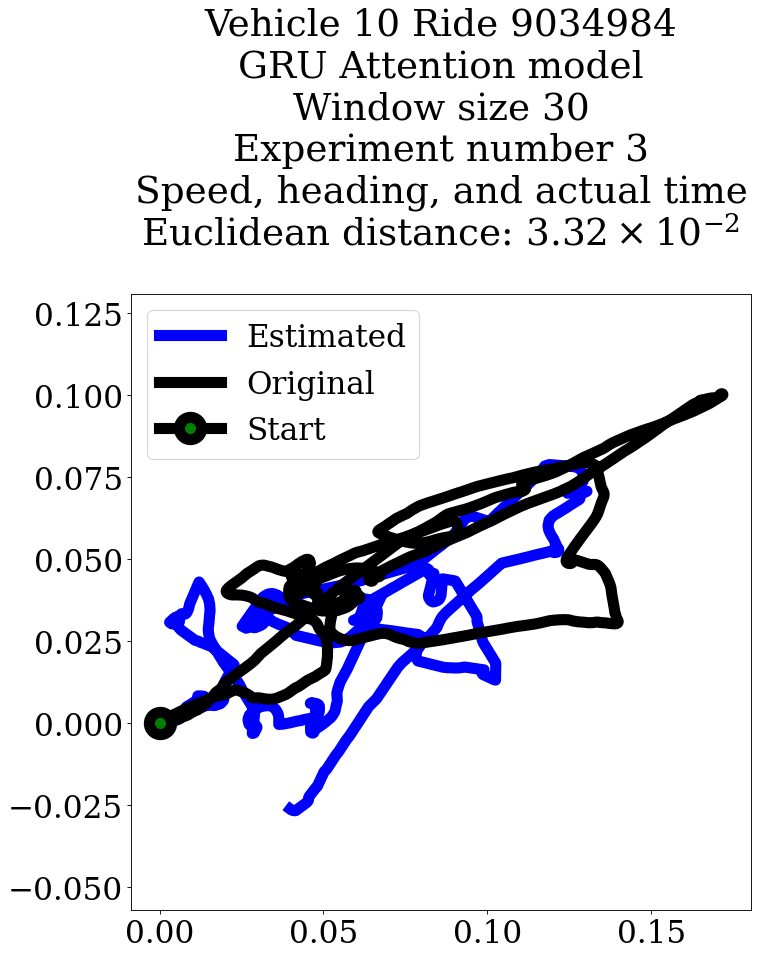 Vehicle 10 Ride 9034984
GRU Attention model
Window size 30
Experiment number 3
Speed, heading, and actual time
Euclidean distance: 3.32 × 10⁻²
Estimated
Original
Start
0.125
0.100
0.075
0.050
0.025
0.000
−0.025
−0.050
0.00 0.05 0.10 0.15